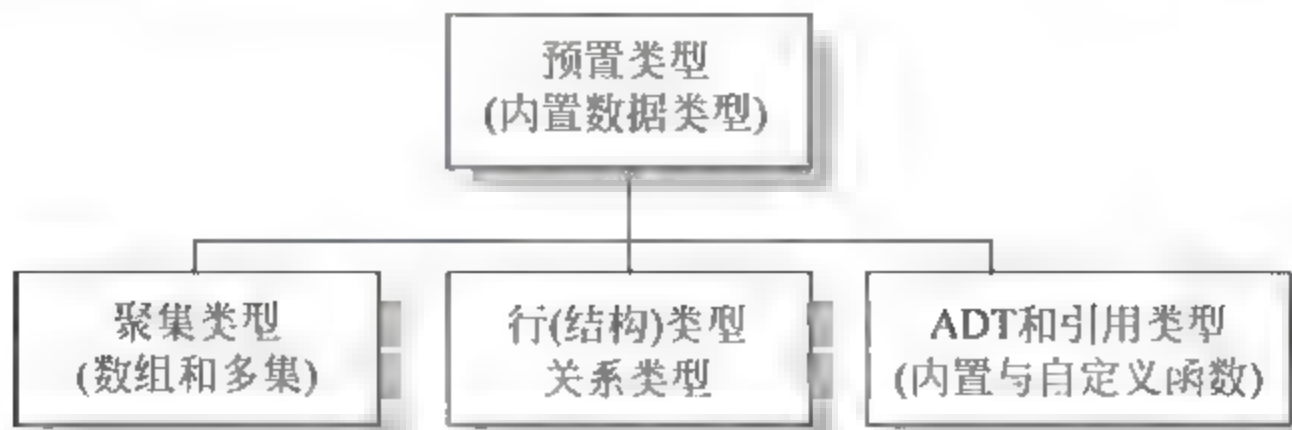 预置类型
(内置数据类型)
聚集类型
(数组和多集)
行(结构)类型
关系类型
ADT和引用类型
(内置与自定义函数)